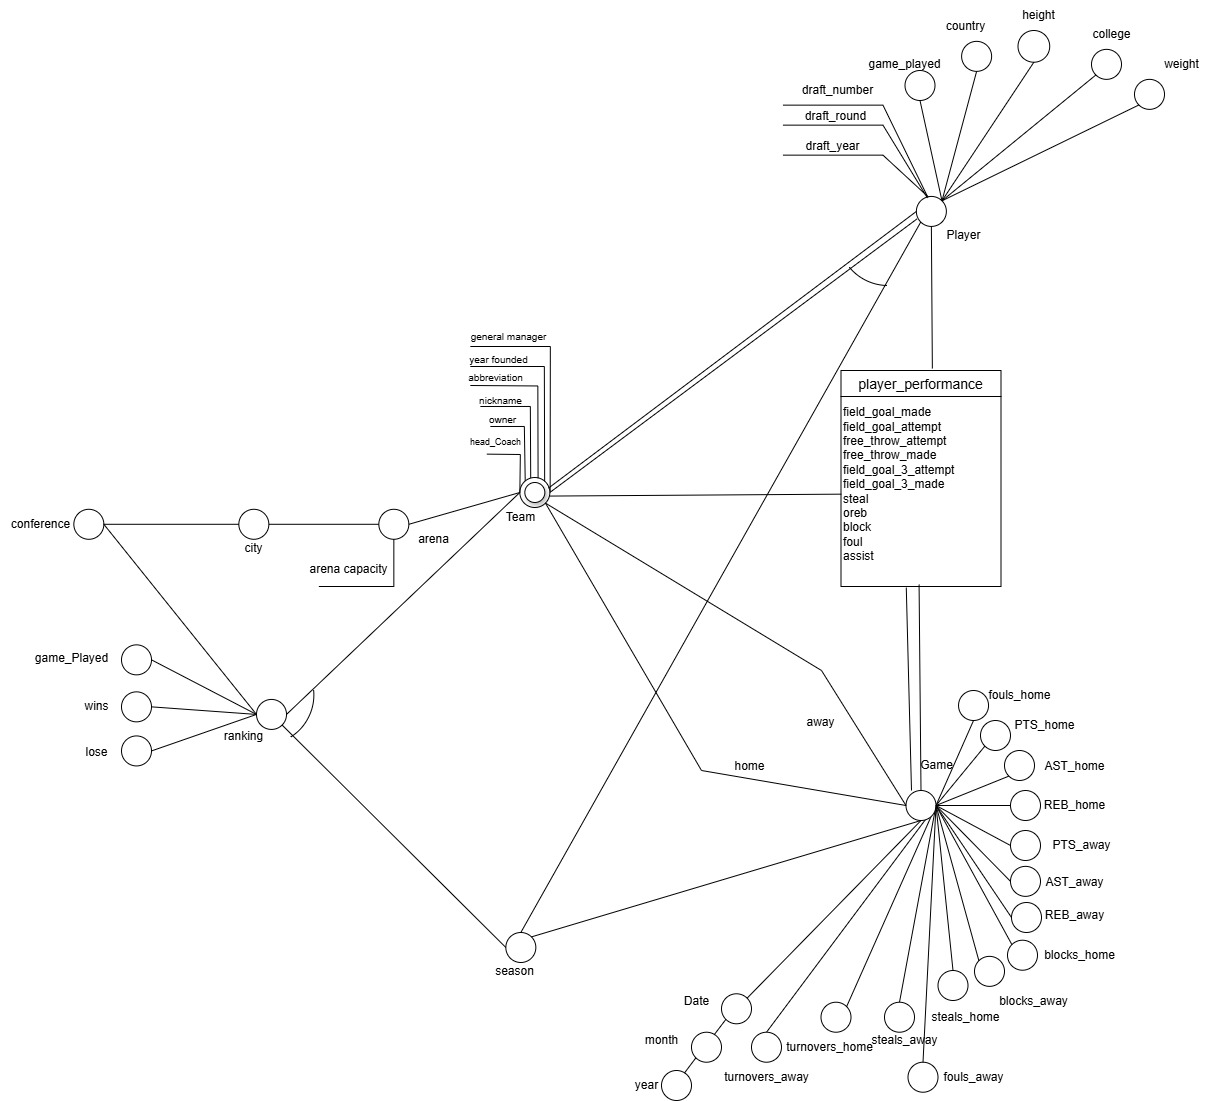 height
country
college
game_played
weight
draft_number
draft_round
draft_year
Player
general manager
year founded
abbreviation
nickname
owner
head_Coach
Team
player_performance
field_goal_made
field_goal_attempt
free_throw_attempt
free_throw_made
field_goal_3_attempt
field_goal_3_made
steal
oreb
block
foul
assist
conference
city
arena
arena capacity
game_Played
wins
lose
ranking
away
home
Game
fouls_home
PTS_home
AST_home
REB_home
PTS_away
AST_away
REB_away
blocks_home
blocks_away
steals_home
steals_away
turnovers_home
turnovers_away
fouls_away
season
Date
month
year